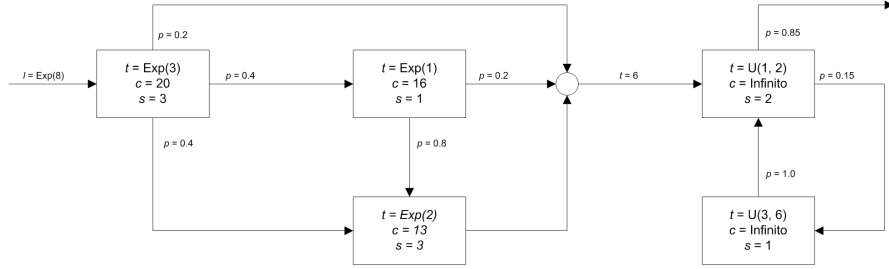 p = 0.2
p = 0.85
I = Exp(8)
t = Exp(3)
c = 20
s = 3
p = 0.4
t = Exp(1)
c = 16
s = 1
p = 0.2
t = 6
t = U(1, 2)
c = Infinito
s = 2
p = 0.15
p = 0.4
p = 0.8
p = 1.0
t = Exp(2)
c = 13
s = 3
t = U(3, 6)
c = Infinito
s = 1